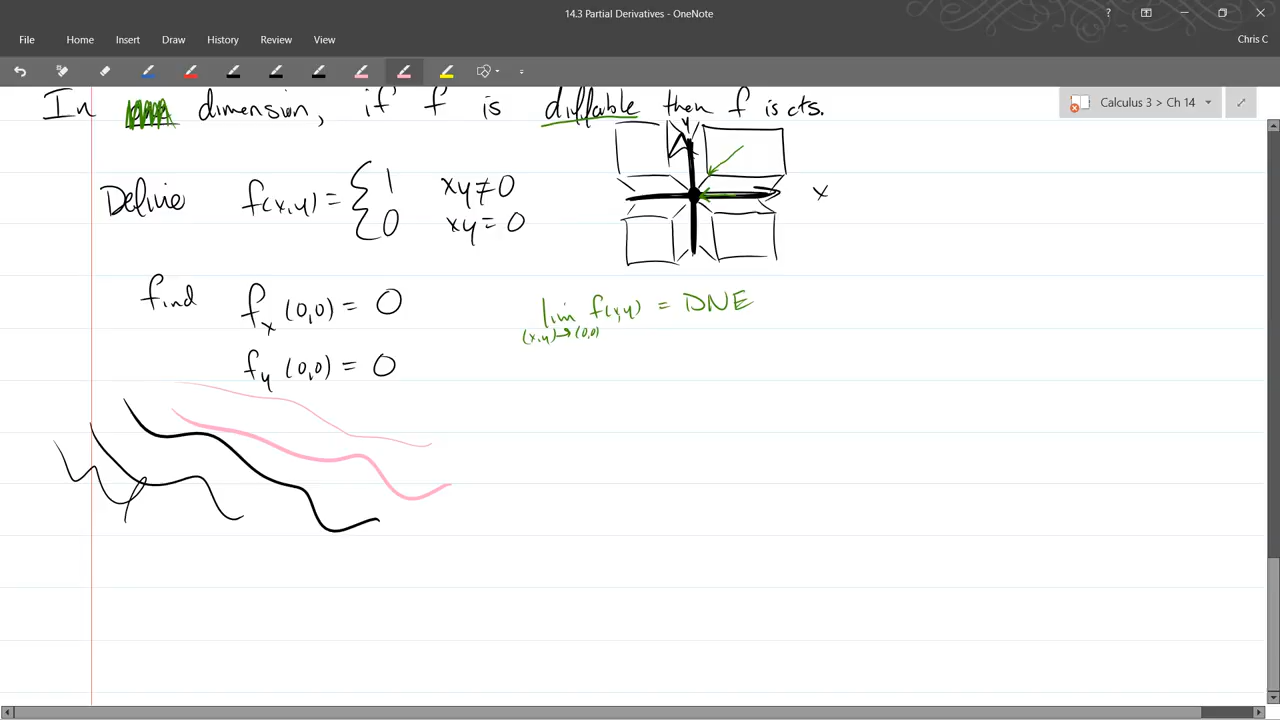 14.3 Partial Derivatives - OneNote
File Home Insert Draw History Review View
Chris C
Calculus 3 > Ch 14
In dimension, if f is diffable then f is cts.
Define f(x,y) = { 1 xy≠0
0 xy=0
y
x
find f_x (0,0) = 0
lim f(x,y) = DNE
(x,y)→(0,0)
f_y (0,0) = 0